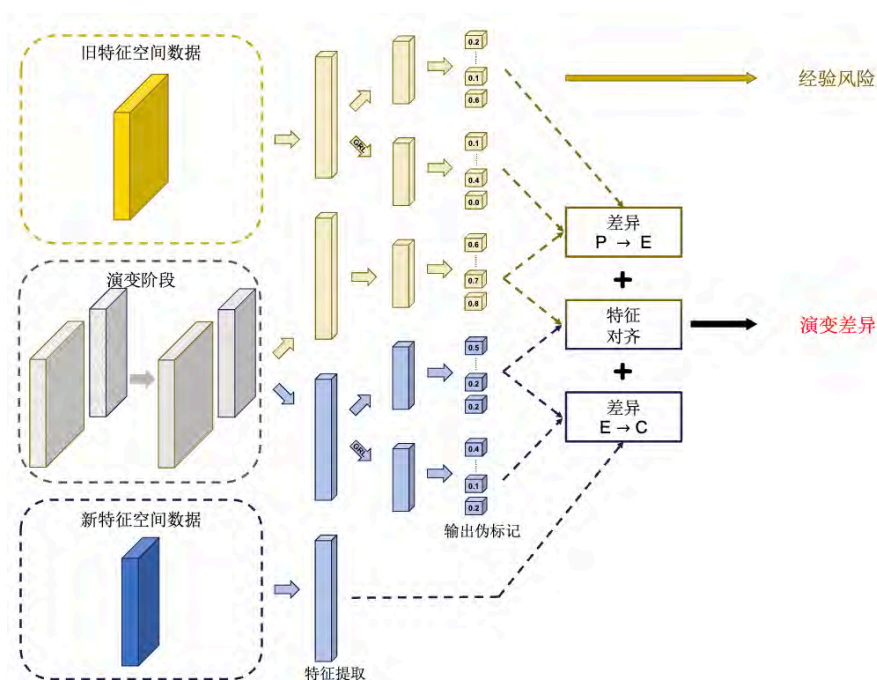 旧特征空间数据
0.2
0.1
0.6
经验风险
GRL
0.1
0.4
0.0
差异
P → E
0.6
0.7
0.8
+
演变阶段
特征
对齐
演变差异
0.5
0.2
0.2
+
差异
E → C
GRL
0.4
0.1
0.2
新特征空间数据
输出伪标记
特征提取